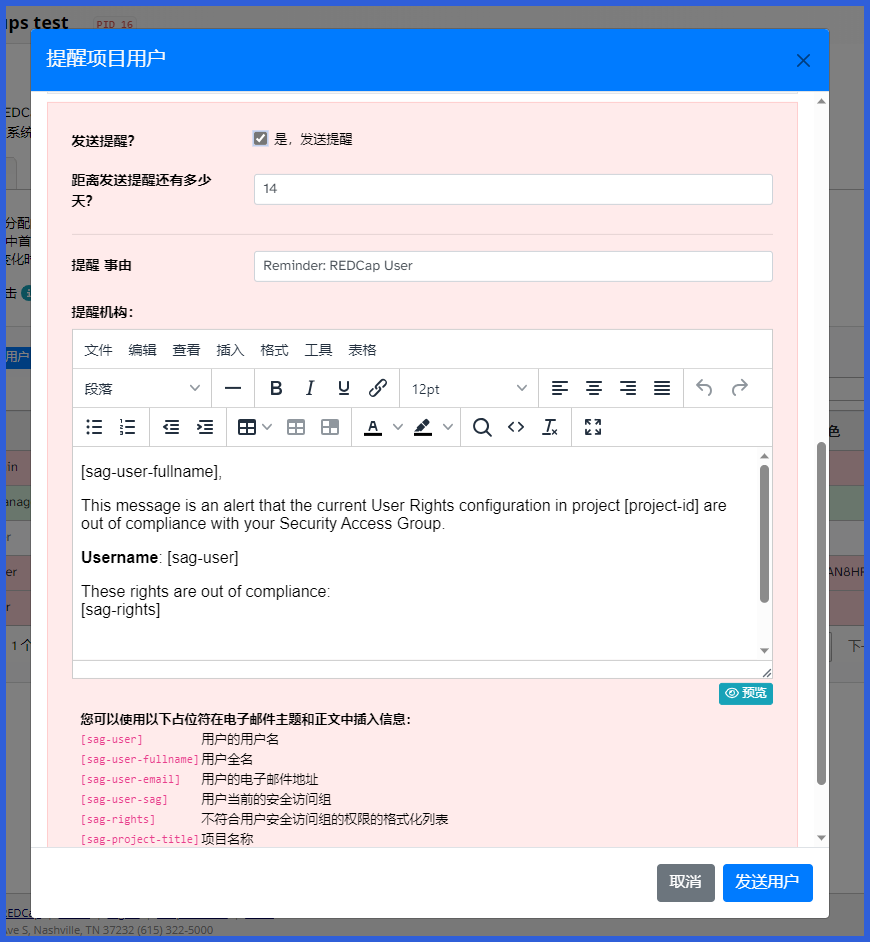 ups test PID 16
提醒项目用户
发送提醒？ 是，发送提醒
距离发送提醒还有多少
天？
14
提醒 事由 Reminder: REDCap User
提醒机构：
文件 编辑 查看 插入 格式 工具 表格
段落 B I U 12pt
[sag-user-fullname],
This message is an alert that the current User Rights configuration in project [project-id] are
out of compliance with your Security Access Group.
Username: [sag-user]
These rights are out of compliance:
[sag-rights]
预览
您可以使用以下占位符在电子邮件主题和正文中插入信息：
[sag-user] 用户的用户名
[sag-user-fullname] 用户全名
[sag-user-email] 用户的电子邮件地址
[sag-user-sag] 用户当前的安全访问组
[sag-rights] 不符合用户安全访问组的权限的格式化列表
[sag-project-title] 项目名称
取消 发送用户
Ave S, Nashville, TN 37232 (615) 322-5000